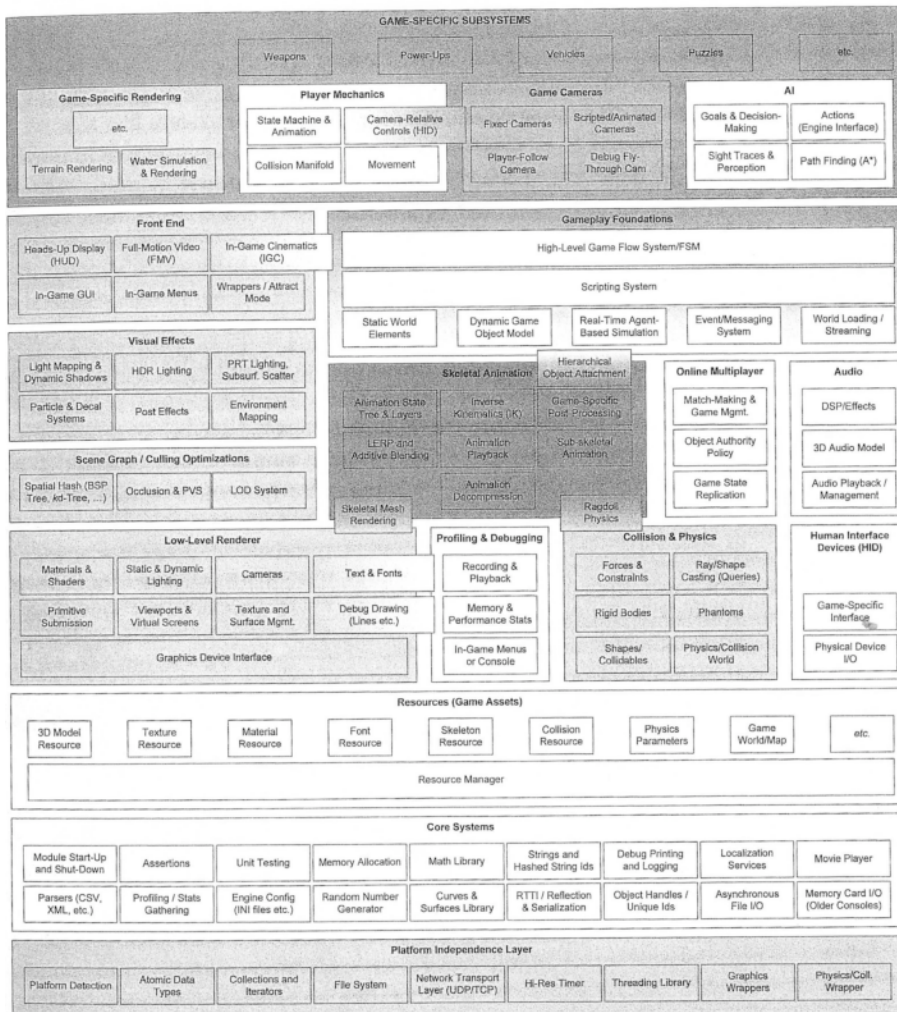 GAME-SPECIFIC SUBSYSTEMS
Weapons
Power-Ups
Vehicles
Puzzles
etc.
Game-Specific Rendering
etc.
Terrain Rendering
Water Simulation
& Rendering
Player Mechanics
State Machine &
Animation
Camera-Relative
Controls (HID)
Collision Manifold
Movement
Game Cameras
Fixed Cameras
Scripted/Animated
Cameras
Player-Follow
Camera
Debug Fly-
Through Cam
AI
Goals & Decision-
Making
Actions
(Engine Interface)
Sight Traces &
Perception
Path Finding (A*)
Front End
Heads-Up Display
(HUD)
Full-Motion Video
(FMV)
In-Game Cinematics
(IGC)
In-Game GUI
In-Game Menus
Wrappers / Attract
Mode
Gameplay Foundations
High-Level Game Flow System/FSM
Scripting System
Static World
Elements
Dynamic Game
Object Model
Real-Time Agent-
Based Simulation
Event/Messaging
System
World Loading /
Streaming
Visual Effects
Light Mapping &
Dynamic Shadows
HDR Lighting
PRT Lighting,
Subsurf. Scatter
Particle & Decal
Systems
Post Effects
Environment
Mapping
Skeletal Animation
Hierarchical
Object Attachment
Animation State
Tree & Layers
Inverse
Kinematics (IK)
Game-Specific
Post-Processing
LERP and
Additive Blending
Animation
Playback
Sub-skeletal
Animation
Animation
Decompression
Skeletal Mesh
Rendering
Ragdoll
Physics
Online Multiplayer
Match-Making &
Game Mgmt.
Object Authority
Policy
Game State
Replication
Audio
DSP/Effects
3D Audio Model
Audio Playback /
Management
Scene Graph / Culling Optimizations
Spatial Hash (BSP
Tree, kd-Tree, ...)
Occlusion & PVS
LOD System
Low-Level Renderer
Materials &
Shaders
Static & Dynamic
Lighting
Cameras
Text & Fonts
Primitive
Submission
Viewports &
Virtual Screens
Texture and
Surface Mgmt.
Debug Drawing
(Lines etc.)
Graphics Device Interface
Profiling & Debugging
Recording &
Playback
Memory &
Performance Stats
In-Game Menus
or Console
Collision & Physics
Forces &
Constraints
Ray/Shape
Casting (Queries)
Rigid Bodies
Phantoms
Shapes/
Collidables
Physics/Collision
World
Human Interface
Devices (HID)
Game-Specific
Interface
Physical Device
I/O
Resources (Game Assets)
3D Model
Resource
Texture
Resource
Material
Resource
Font
Resource
Skeleton
Resource
Collision
Resource
Physics
Parameters
Game
World/Map
etc.
Resource Manager
Core Systems
Module Start-Up
and Shut-Down
Assertions
Unit Testing
Memory Allocation
Math Library
Strings and
Hashed String Ids
Debug Printing
and Logging
Localization
Services
Movie Player
Parsers (CSV,
XML, etc.)
Profiling / Stats
Gathering
Engine Config
(INI files etc.)
Random Number
Generator
Curves &
Surfaces Library
RTTI / Reflection
& Serialization
Object Handles /
Unique Ids
Asynchronous
File I/O
Memory Card I/O
(Older Consoles)
Platform Independence Layer
Platform Detection
Atomic Data
Types
Collections and
Iterators
File System
Network Transport
Layer (UDP/TCP)
Hi-Res Timer
Threading Library
Graphics
Wrappers
Physics/Coll.
Wrapper